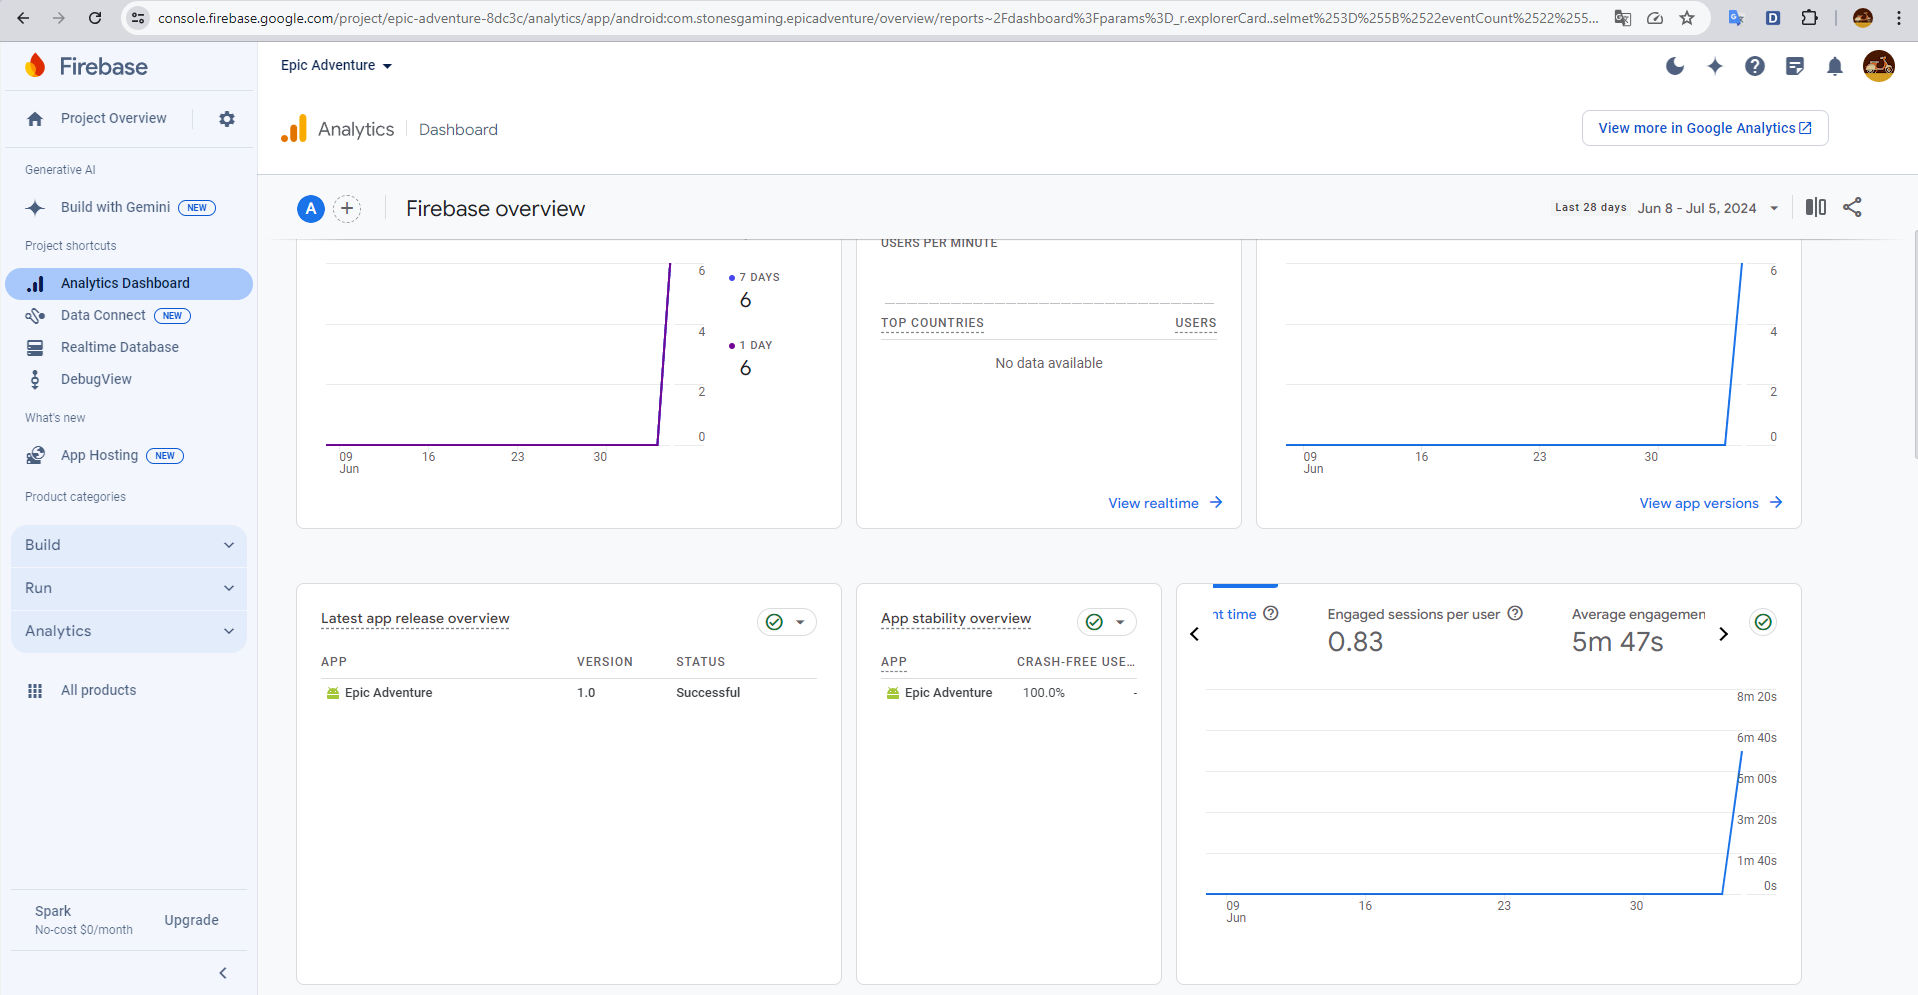 console.firebase.google.com/project/epic-adventure-8dc3c/analytics/app/android:com.stonesgaming.epicadventure/overview/reports~2Fdashboard%3Fparams%3D_r.explorerCard..selmet%253D%255B%2522eventCount%2522%255...
Firebase
Epic Adventure
Project Overview
Analytics
Dashboard
View more in Google Analytics
Generative AI
Build with Gemini NEW
A
Firebase overview
Last 28 days Jun 8 - Jul 5, 2024
Project shortcuts
Analytics Dashboard
Data Connect NEW
Realtime Database
DebugView
What's new
App Hosting NEW
Product categories
Build
Run
Analytics
All products
Spark
No-cost $0/month
Upgrade
6
4
2
0
09
Jun
16
23
30
7 DAYS
6
1 DAY
6
USERS PER MINUTE
TOP COUNTRIES USERS
No data available
View realtime
6
4
2
0
09
Jun
16
23
30
View app versions
Latest app release overview
APP VERSION STATUS
Epic Adventure 1.0 Successful
App stability overview
APP CRASH-FREE USE...
Epic Adventure 100.0% -
nt time
Engaged sessions per user
0.83
Average engagemen
5m 47s
8m 20s
6m 40s
5m 00s
3m 20s
1m 40s
0s
09
Jun
16
23
30